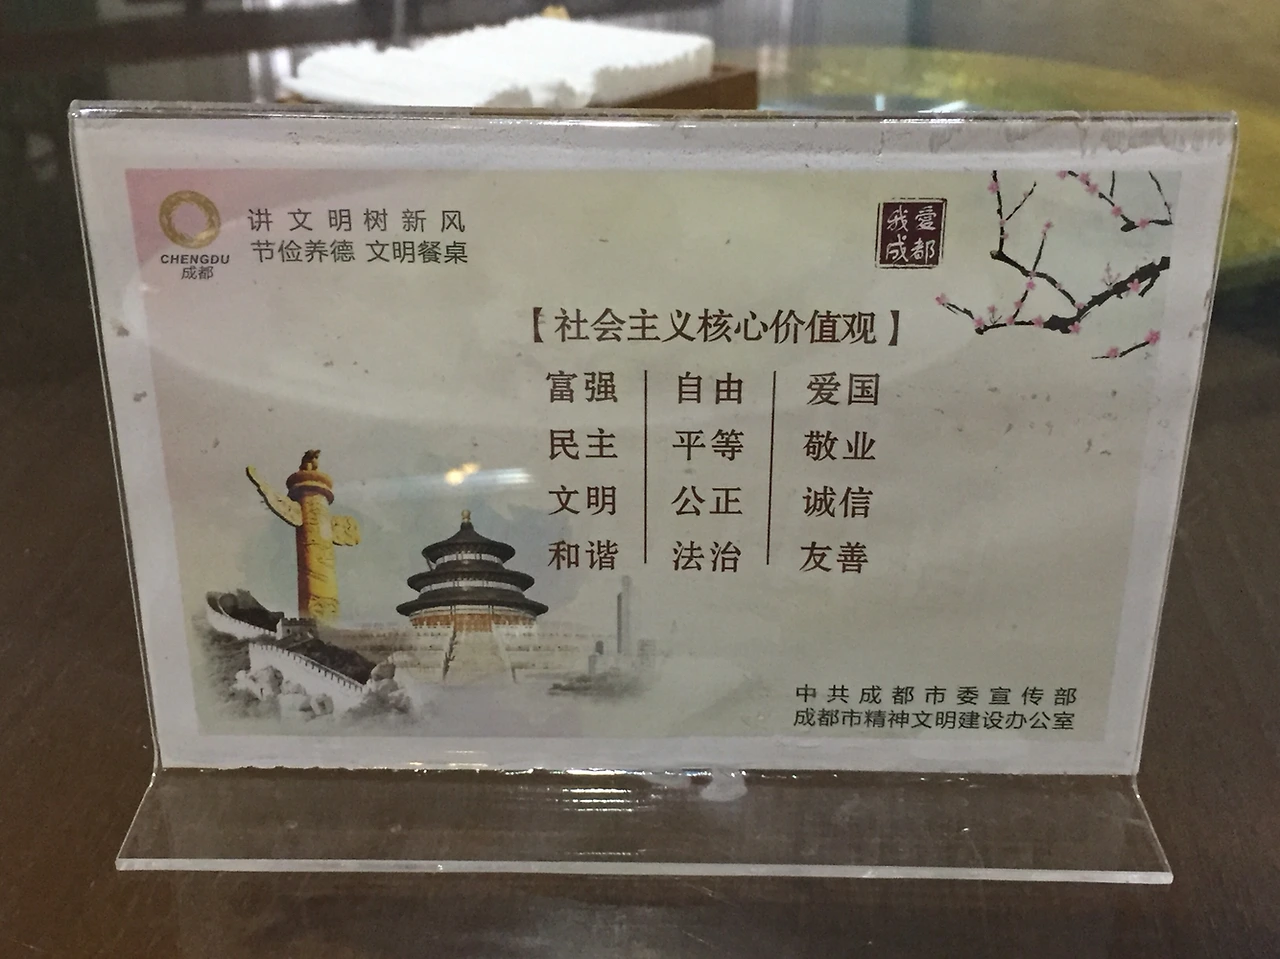 CHENGDU
成都
讲文明树新风
节俭养德 文明餐桌
我爱
成都
【社会主义核心价值观】
富强 自由 爱国
民主 平等 敬业
文明 公正 诚信
和谐 法治 友善
中共成都市委宣传部
成都市精神文明建设办公室